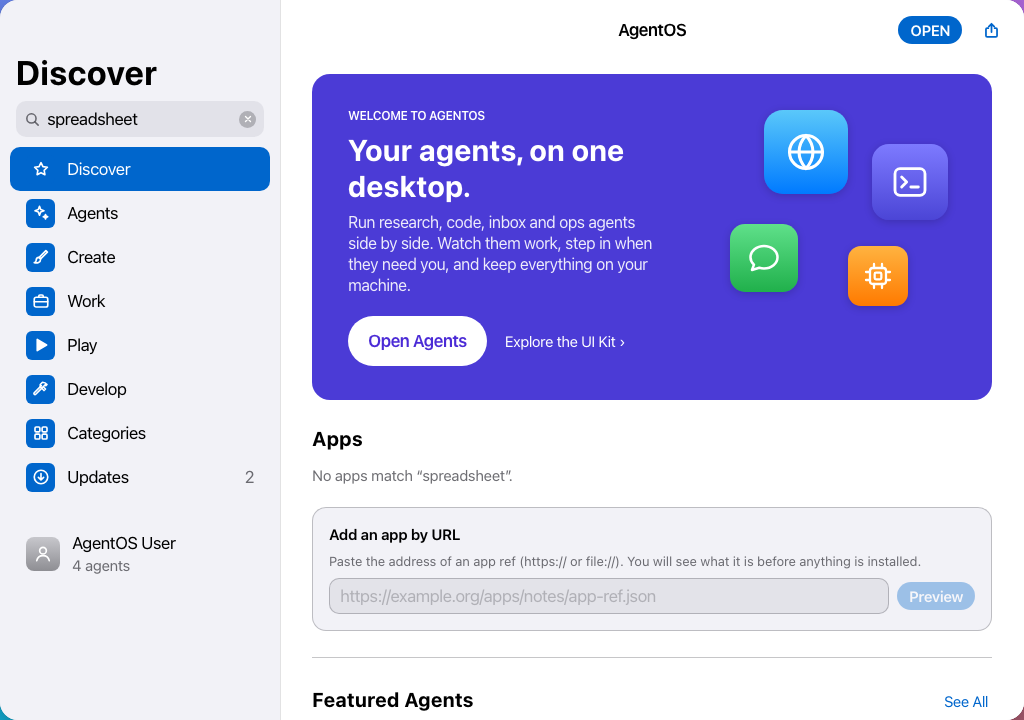 Discover
spreadsheet
Discover
Agents
Create
Work
Play
Develop
Categories
Updates 2
AgentOS User
4 agents
AgentOS
OPEN
WELCOME TO AGENTOS
Your agents, on one
desktop.
Run research, code, inbox and ops agents
side by side. Watch them work, step in when
they need you, and keep everything on your
machine.
Open Agents
Explore the UI Kit ›
Apps
No apps match “spreadsheet”.
Add an app by URL
Paste the address of an app ref (https:// or file://). You will see what it is before anything is installed.
https://example.org/apps/notes/app-ref.json
Preview
Featured Agents
See All